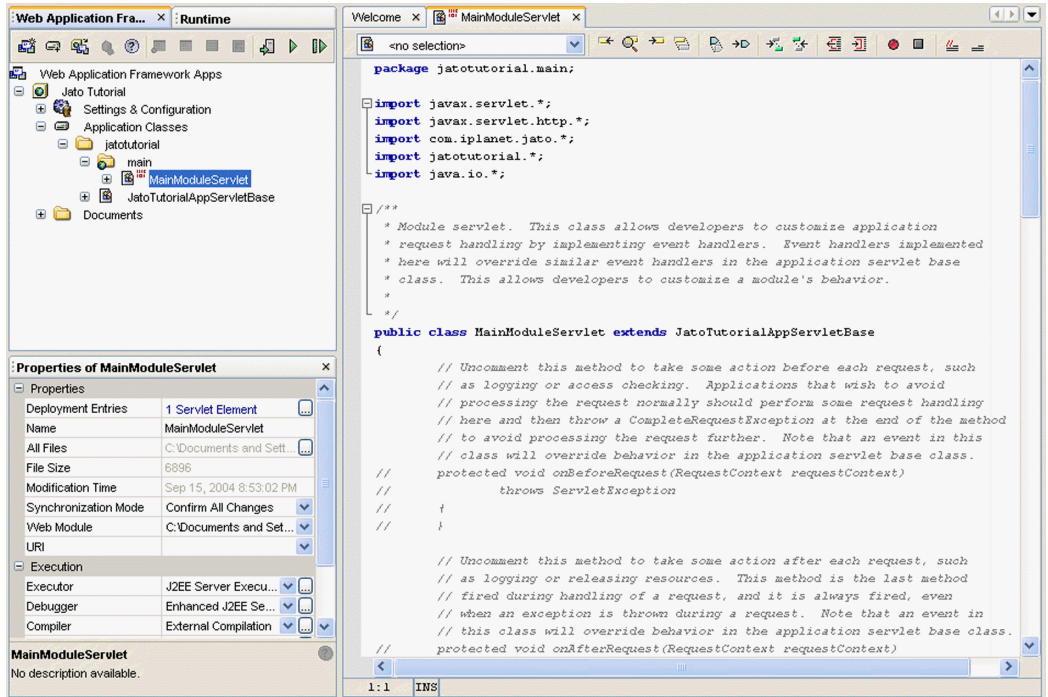 Web Application Fra...
Runtime
Web Application Framework Apps
Jato Tutorial
Settings & Configuration
Application Classes
jatotutorial
main
MainModuleServlet
JatoTutorialAppServletBase
Documents
Properties of MainModuleServlet
Properties
Deployment Entries 1 Servlet Element
Name MainModuleServlet
All Files C:\Documents and Sett...
File Size 6896
Modification Time Sep 15, 2004 8:53:02 PM
Synchronization Mode Confirm All Changes
Web Module C:\Documents and Set...
URI
Execution
Executor J2EE Server Execu...
Debugger Enhanced J2EE Se...
Compiler External Compilation
MainModuleServlet
No description available.
Welcome
MainModuleServlet
<no selection>
package jatotutorial.main;
import javax.servlet.*;
import javax.servlet.http.*;
import com.iplanet.jato.*;
import jatotutorial.*;
import java.io.*;
/**
* Module servlet.  This class allows developers to customize application
* request handling by implementing event handlers.  Event handlers implemented
* here will override similar event handlers in the application servlet base
* class.  This allows developers to customize a module's behavior.
*
*/
public class MainModuleServlet extends JatoTutorialAppServletBase
{
// Uncomment this method to take some action before each request, such
// as logging or access checking.  Applications that wish to avoid
// processing the request normally should perform some request handling
// here and then throw a CompleteRequestException at the end of the method
// to avoid processing the request further.  Note that an event in this
// class will override behavior in the application servlet base class.
// protected void onBeforeRequest(RequestContext requestContext)
// throws ServletException
// {
// }
// Uncomment this method to take some action after each request, such
// as logging or releasing resources.  This method is the last method
// fired during handling of a request, and it is always fired, even
// when an exception is thrown during a request.  Note that an event in
// this class will override behavior in the application servlet base class.
// protected void onAfterRequest(RequestContext requestContext)
1:1 INS